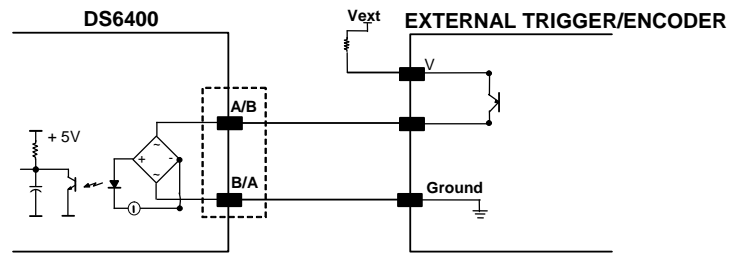 DS6400
Vext
EXTERNAL TRIGGER/ENCODER
V
A/B
+ 5V
~
+ -
~
B/A
I
Ground